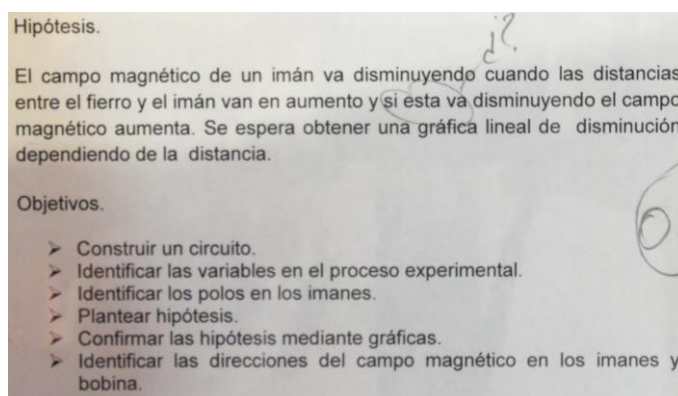 ¿?
Hipótesis.
El campo magnético de un imán va disminuyendo cuando las distancias
entre el fierro y el imán van en aumento y si esta va disminuyendo el campo
magnético aumenta. Se espera obtener una gráfica lineal de disminución
dependiendo de la distancia.
Objetivos.
➢ Construir un circuito.
➢ Identificar las variables en el proceso experimental.
➢ Identificar los polos en los imanes.
➢ Plantear hipótesis.
➢ Confirmar las hipótesis mediante gráficas.
➢ Identificar las direcciones del campo magnético en los imanes y
bobina.